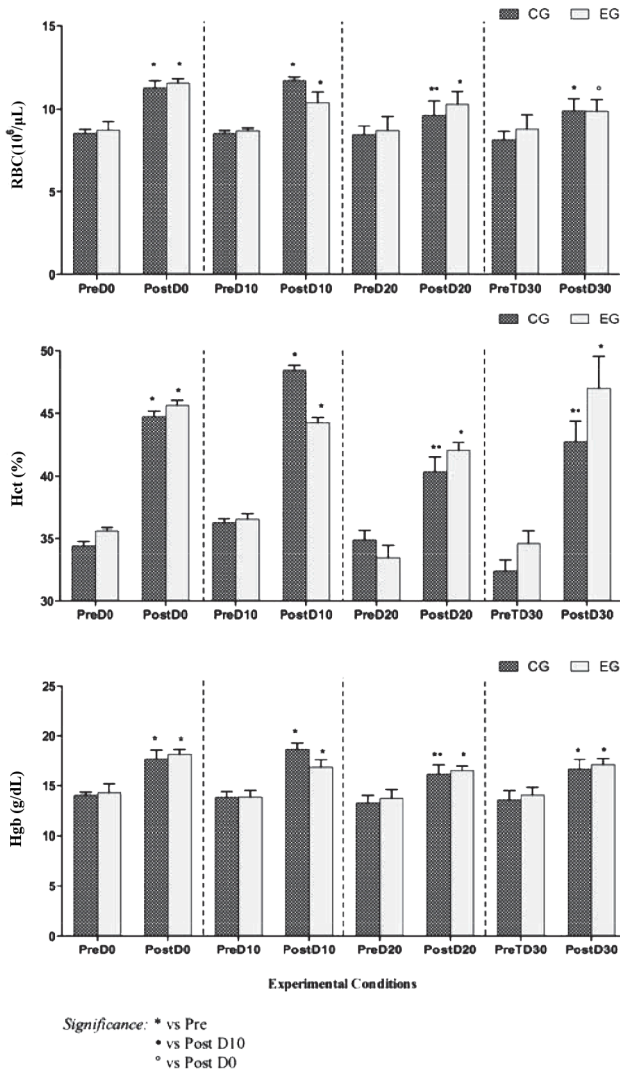 CG EG
RBC(10⁶/μL)
15
10
5
0
* * * * ** * * °
PreD0 PostD0 PreD10 PostD10 PreD20 PostD20 PreTD30 PostD30
CG EG
Hct (%)
50
45
40
35
30
* * * * *• * *• *
PreD0 PostD0 PreD10 PostD10 PreD20 PostD20 PreTD30 PostD30
CG EG
Hgb (g/dL)
25
20
15
10
5
0
* * * * *• * * *
PreD0 PostD0 PreD10 PostD10 PreD20 PostD20 PreTD30 PostD30
Experimental Conditions
Significance: * vs Pre
• vs Post D10
° vs Post D0